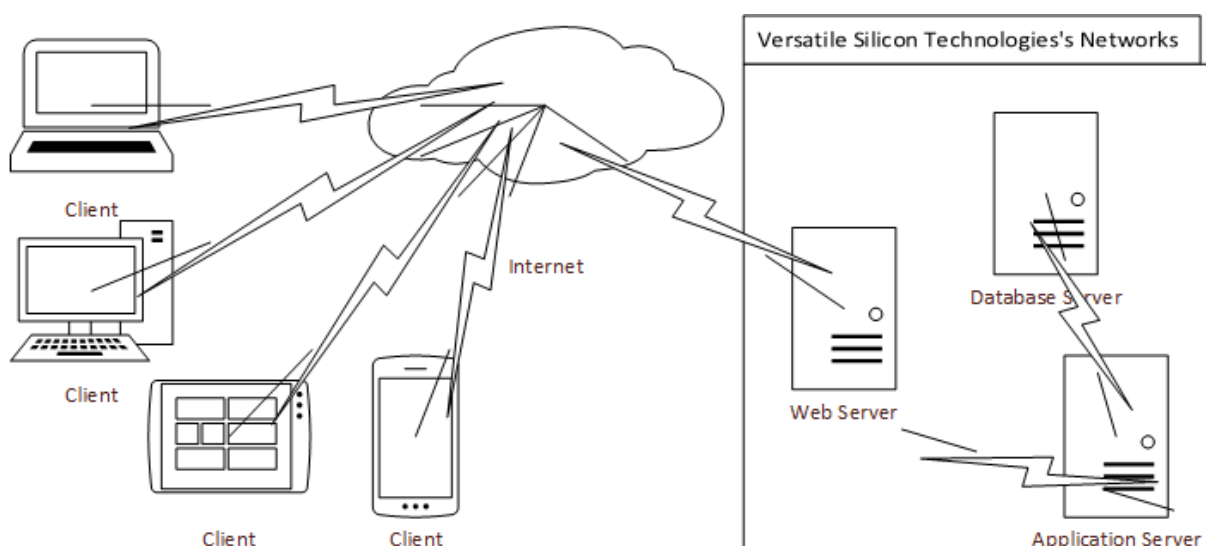 Versatile Silicon Technologies's Networks
Client
Internet
Client
Database Server
Web Server
Client
Client
Application Server